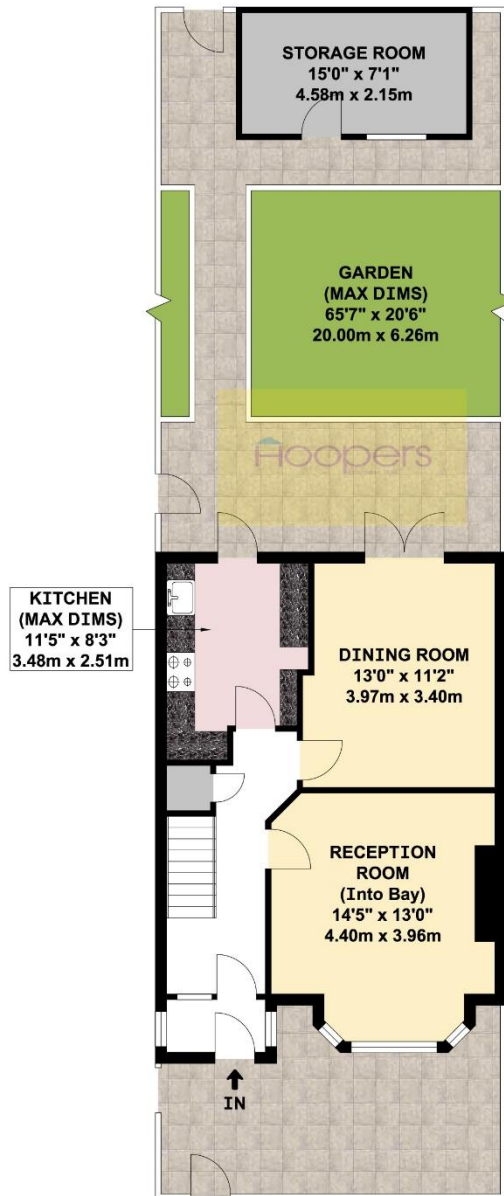 STORAGE ROOM
15'0" x 7'1"
4.58m x 2.15m
GARDEN
(MAX DIMS)
65'7" x 20'6"
20.00m x 6.26m
Hoopers
KITCHEN
(MAX DIMS)
11'5" x 8'3"
3.48m x 2.51m
DINING ROOM
13'0" x 11'2"
3.97m x 3.40m
RECEPTION
ROOM
(Into Bay)
14'5" x 13'0"
4.40m x 3.96m
IN